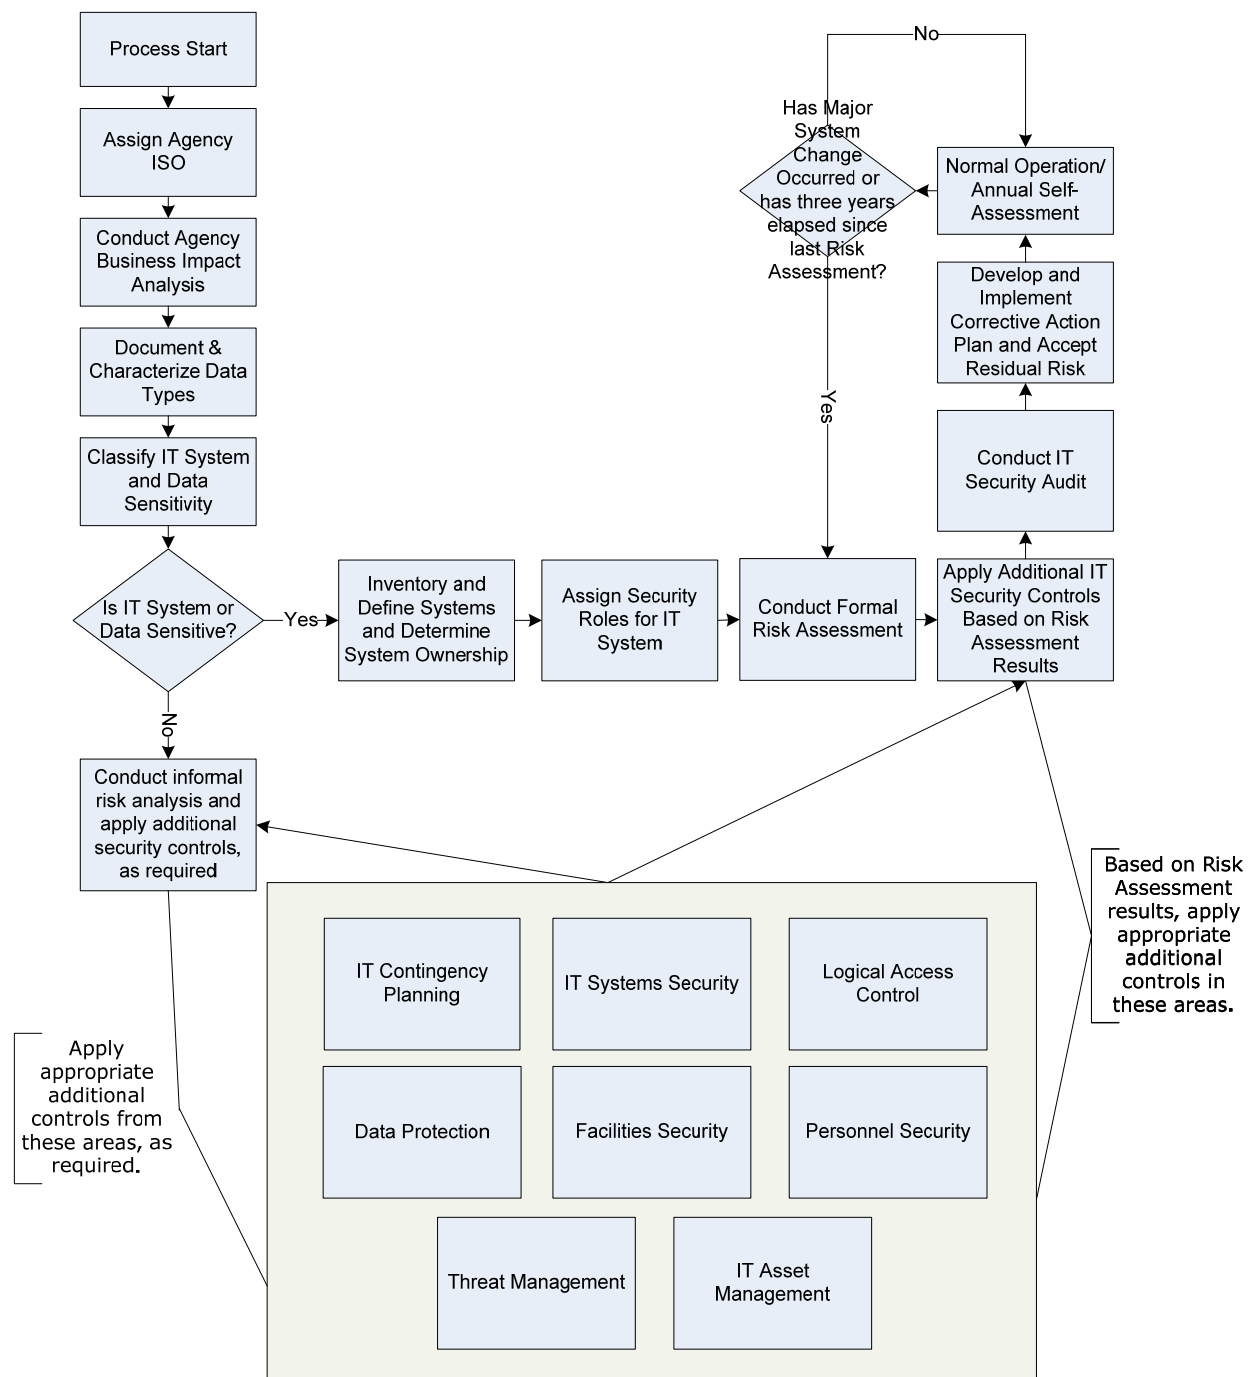 Process Start
Assign Agency
ISO
Conduct Agency
Business Impact
Analysis
Document &
Characterize Data
Types
Classify IT System
and Data
Sensitivity
Is IT System or
Data Sensitive?
Yes
No
Inventory and
Define Systems
and Determine
System Ownership
Assign Security
Roles for IT
System
Conduct Formal
Risk Assessment
Apply Additional IT
Security Controls
Based on Risk
Assessment
Results
Conduct IT
Security Audit
Develop and
Implement
Corrective Action
Plan and Accept
Residual Risk
Normal Operation/
Annual Self-
Assessment
Has Major
System
Change
Occurred or
has three years
elapsed since
last Risk
Assessment?
No
Yes
Conduct informal
risk analysis and
apply additional
security controls,
as required
Apply
appropriate
additional
controls from
these areas, as
required.
IT Contingency
Planning
IT Systems Security
Logical Access
Control
Data Protection
Facilities Security
Personnel Security
Threat Management
IT Asset
Management
Based on Risk
Assessment
results, apply
appropriate
additional
controls in
these areas.